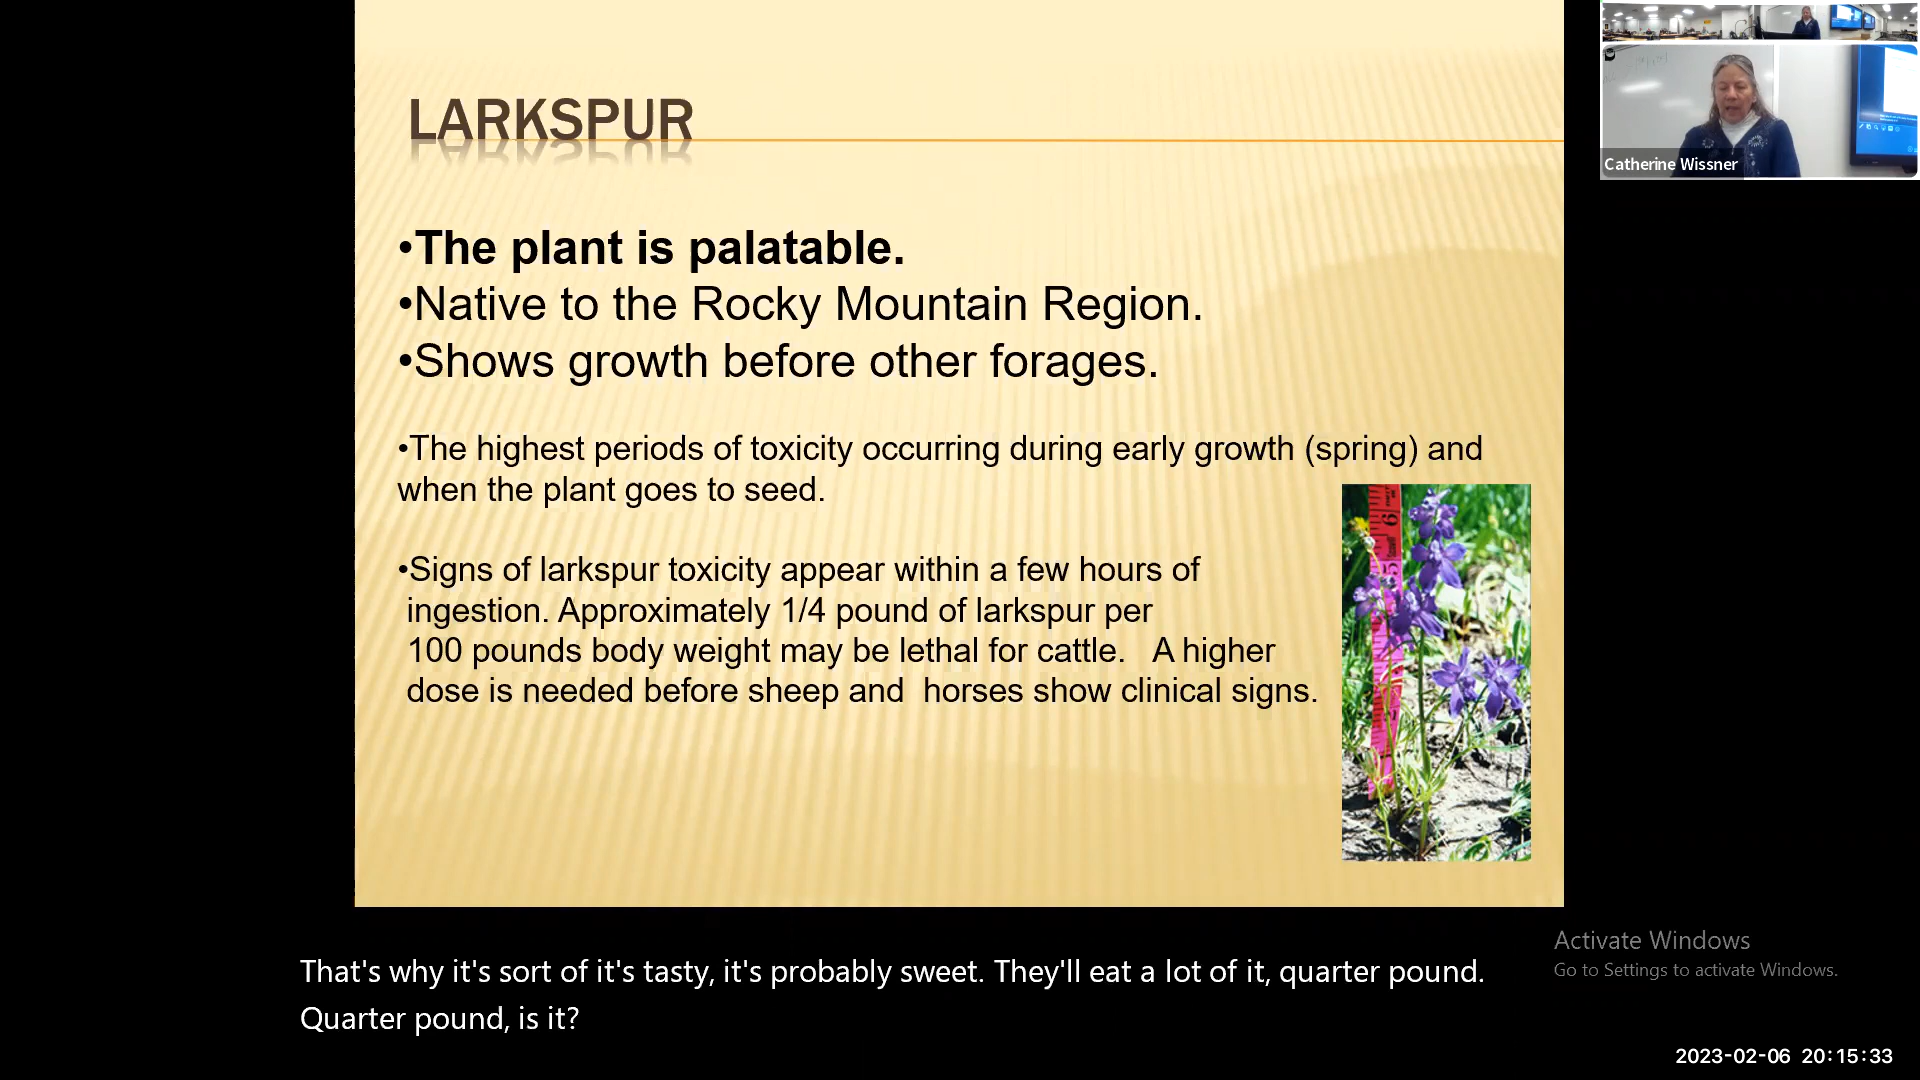 LARKSPUR
•The plant is palatable.
•Native to the Rocky Mountain Region.
•Shows growth before other forages.
•The highest periods of toxicity occurring during early growth (spring) and
when the plant goes to seed.
•Signs of larkspur toxicity appear within a few hours of
ingestion. Approximately 1/4 pound of larkspur per
100 pounds body weight may be lethal for cattle. A higher
dose is needed before sheep and horses show clinical signs.
6
5
Catherine Wissner
That's why it's sort of it's tasty, it's probably sweet. They'll eat a lot of it, quarter pound.
Quarter pound, is it?
Activate Windows
Go to Settings to activate Windows.
2023-02-06 20:15:33